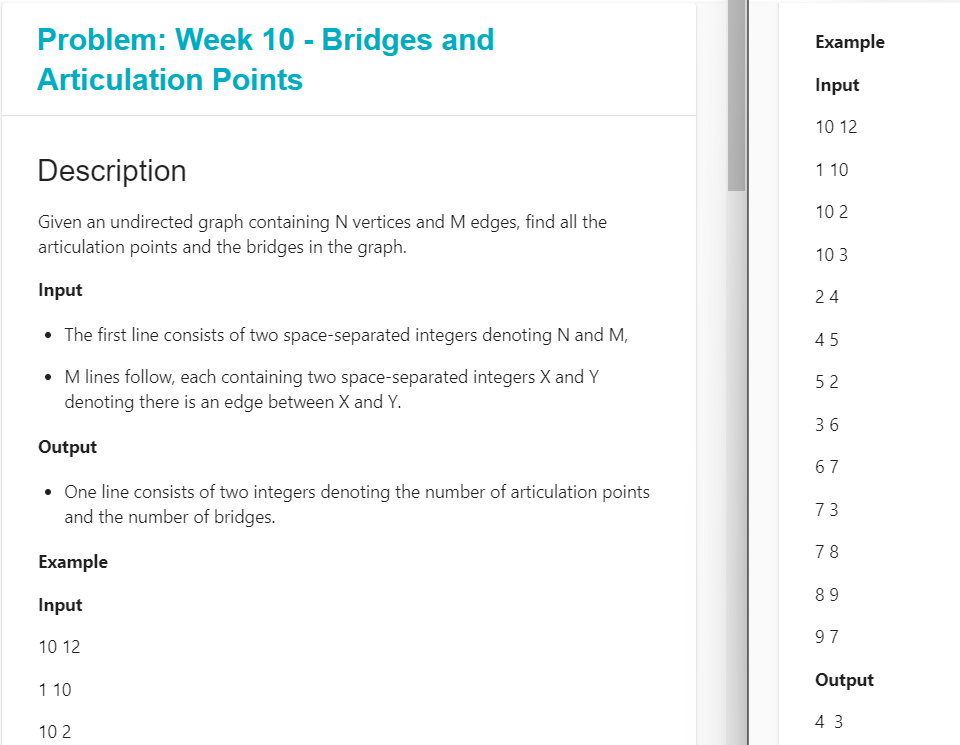 Problem: Week 10 - Bridges and
Articulation Points
Description
Given an undirected graph containing N vertices and M edges, find all the
articulation points and the bridges in the graph.
Input
• The first line consists of two space-separated integers denoting N and M,
• M lines follow, each containing two space-separated integers X and Y
denoting there is an edge between X and Y.
Output
• One line consists of two integers denoting the number of articulation points
and the number of bridges.
Example
Input
10 12
1 10
10 2
Example
Input
10 12
1 10
10 2
10 3
2 4
4 5
5 2
3 6
6 7
7 3
7 8
8 9
9 7
Output
4 3